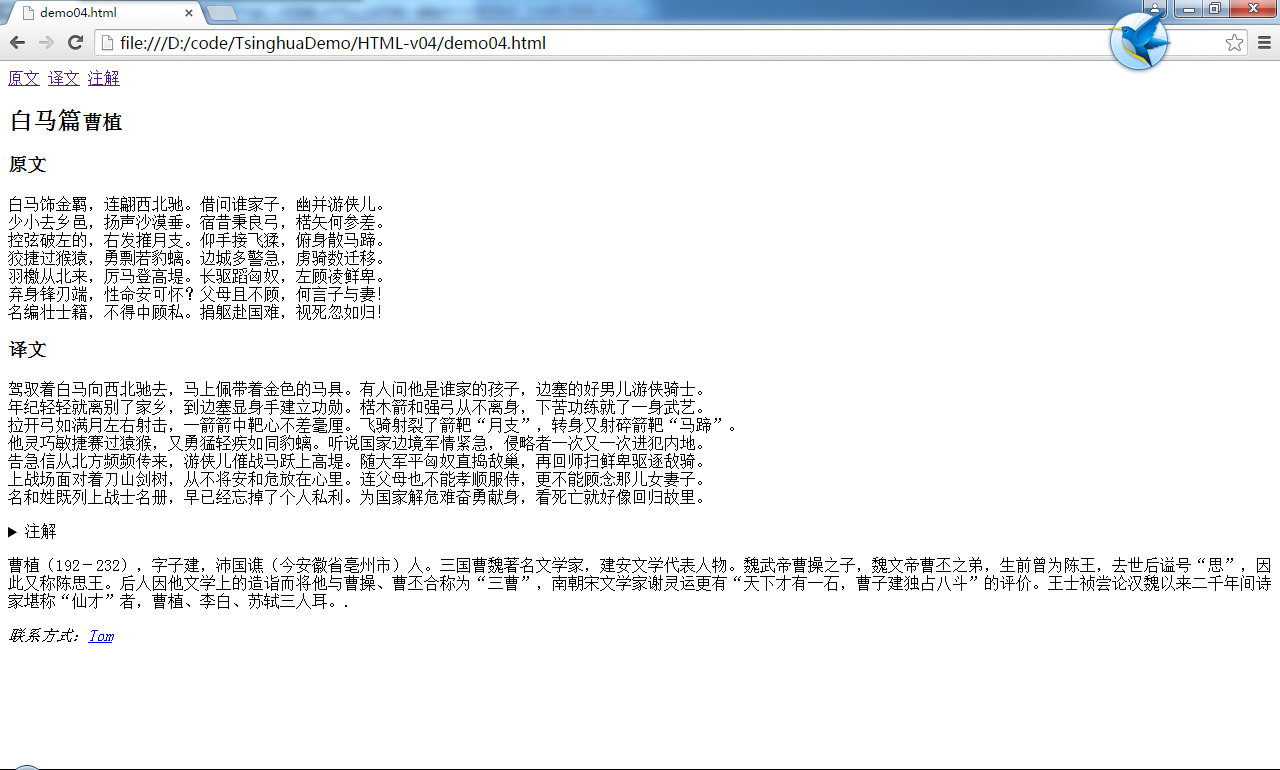 demo04.html
file:///D:/code/TsinghuaDemo/HTML-v04/demo04.html
原文 译文 注解
白马篇曹植
原文
白马饰金羁，连翩西北驰。借问谁家子，幽并游侠儿。
少小去乡邑，扬声沙漠垂。宿昔秉良弓，楛矢何参差。
控弦破左的，右发摧月支。仰手接飞猱，俯身散马蹄。
狡捷过猴猿，勇剽若豹螭。边城多警急，虏骑数迁移。
羽檄从北来，厉马登高堤。长驱蹈匈奴，左顾凌鲜卑。
弃身锋刃端，性命安可怀？父母且不顾，何言子与妻！
名编壮士籍，不得中顾私。捐躯赴国难，视死忽如归！
译文
驾驭着白马向西北驰去，马上佩带着金色的马具。有人问他是谁家的孩子，边塞的好男儿游侠骑士。
年纪轻轻就离别了家乡，到边塞显身手建立功勋。楛木箭和强弓从不离身，下苦功练就了一身武艺。
拉开弓如满月左右射击，一箭箭中靶心不差毫厘。飞骑射裂了箭靶“月支”，转身又射碎箭靶“马蹄”。
他灵巧敏捷赛过猿猴，又勇猛轻疾如同豹螭。听说国家边境军情紧急，侵略者一次又一次进犯内地。
告急信从北方频频传来，游侠儿催战马跃上高堤。随大军平匈奴直捣敌巢，再回师扫鲜卑驱逐敌骑。
上战场面对着刀山剑树，从不将安和危放在心里。连父母也不能孝顺服侍，更不能顾念那儿女妻子。
名和姓既列上战士名册，早已经忘掉了个人私利。为国家解危难奋勇献身，看死亡就好像回归故里。
▶ 注解
曹植（192－232），字子建，沛国谯（今安徽省亳州市）人。三国曹魏著名文学家，建安文学代表人物。魏武帝曹操之子，魏文帝曹丕之弟，生前曾为陈王，去世后谥号“思”，因
此又称陈思王。后人因他文学上的造诣而将他与曹操、曹丕合称为“三曹”，南朝宋文学家谢灵运更有“天下才有一石，曹子建独占八斗”的评价。王士祯尝论汉魏以来二千年间诗
家堪称“仙才”者，曹植、李白、苏轼三人耳。.
联系方式：Tom